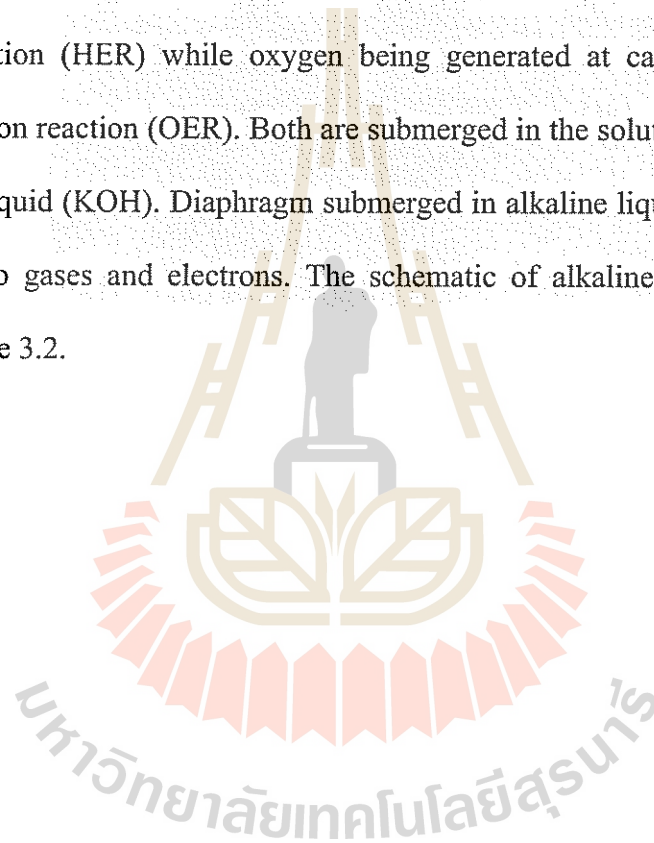 tion (HER) while oxygen being generated at ca
on reaction (OER). Both are submerged in the solut
quid (KOH). Diaphragm submerged in alkaline liq
o gases and electrons. The schematic of alkaline
e 3.2.
มหาวิทยาลัยเทคโนโลยีสุรนารี